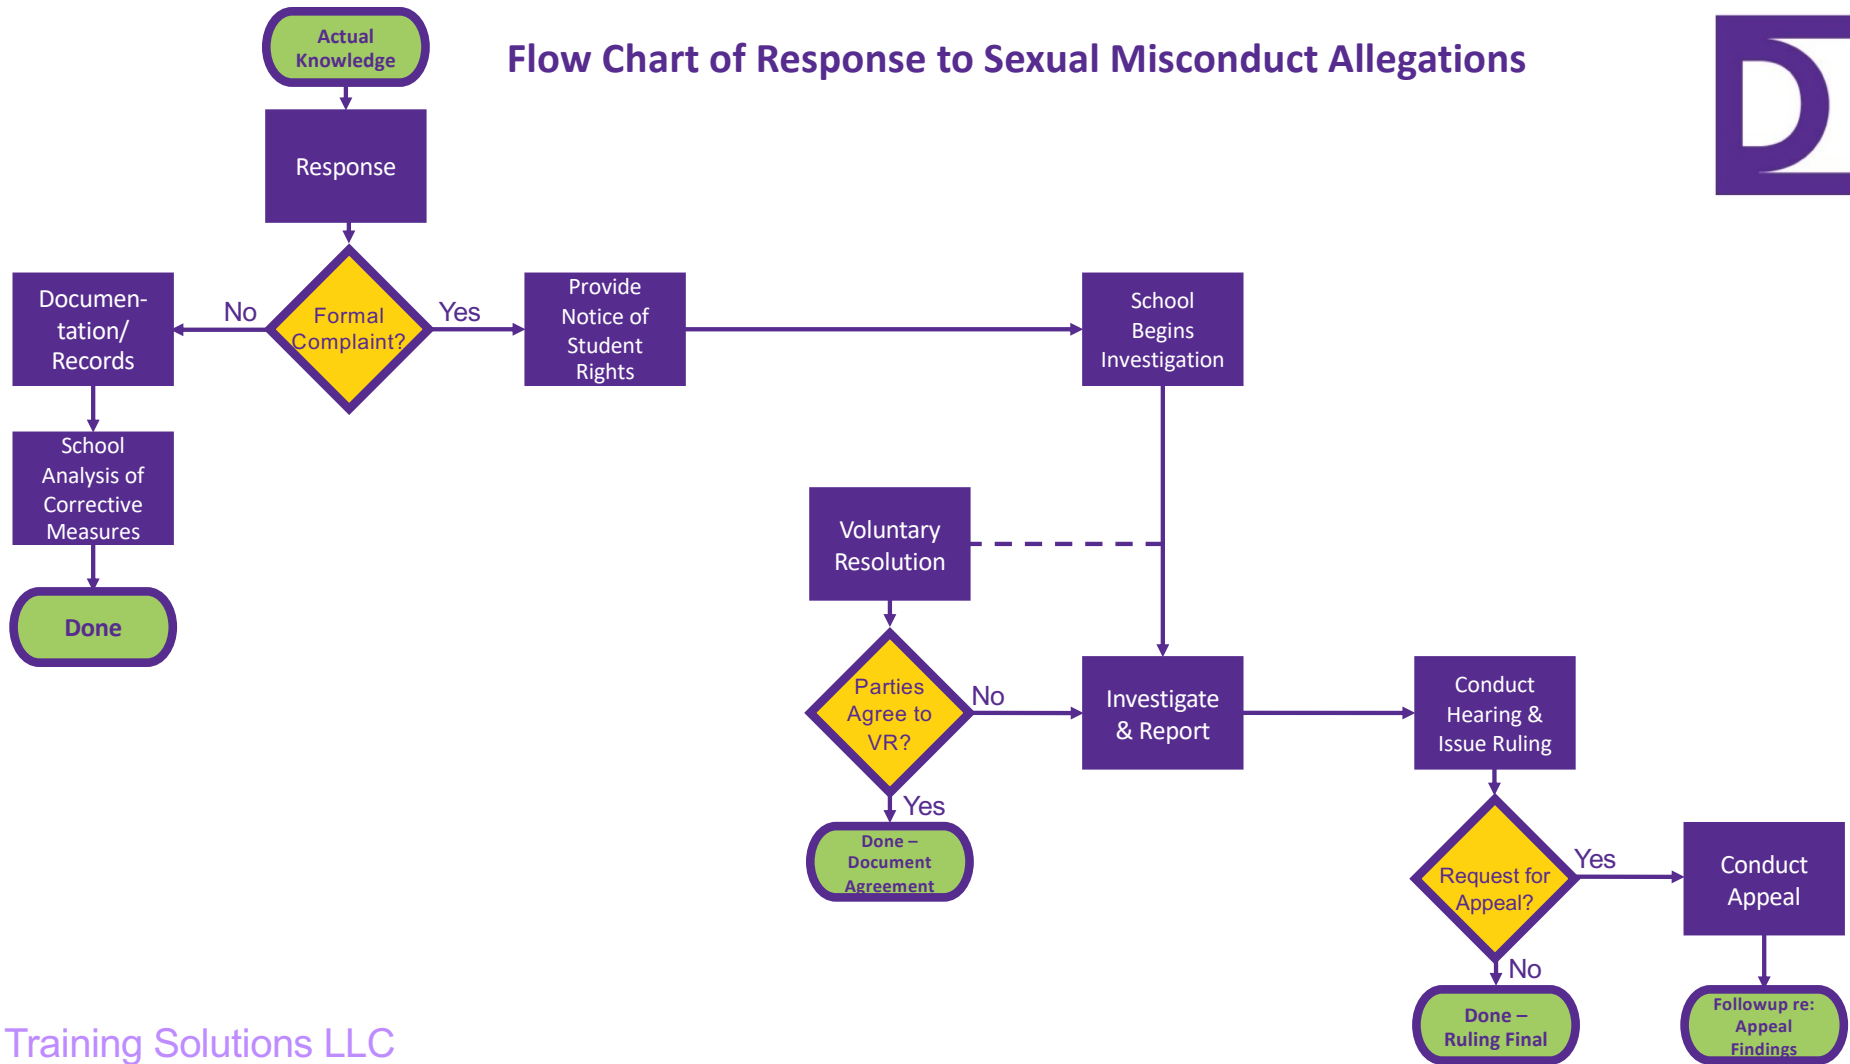 Actual
Knowledge
Flow Chart of Response to Sexual Misconduct Allegations
D
Response
Documen-
tation/
Records
No
Formal
Complaint?
Yes
Provide
Notice of
Student
Rights
School
Begins
Investigation
School
Analysis of
Corrective
Measures
Done
Voluntary
Resolution
Parties
Agree to
VR?
No
Yes
Done –
Document
Agreement
Investigate
& Report
Conduct
Hearing &
Issue Ruling
Request for
Appeal?
Yes
No
Conduct
Appeal
Done –
Ruling Final
Followup re:
Appeal
Findings
Training Solutions LLC